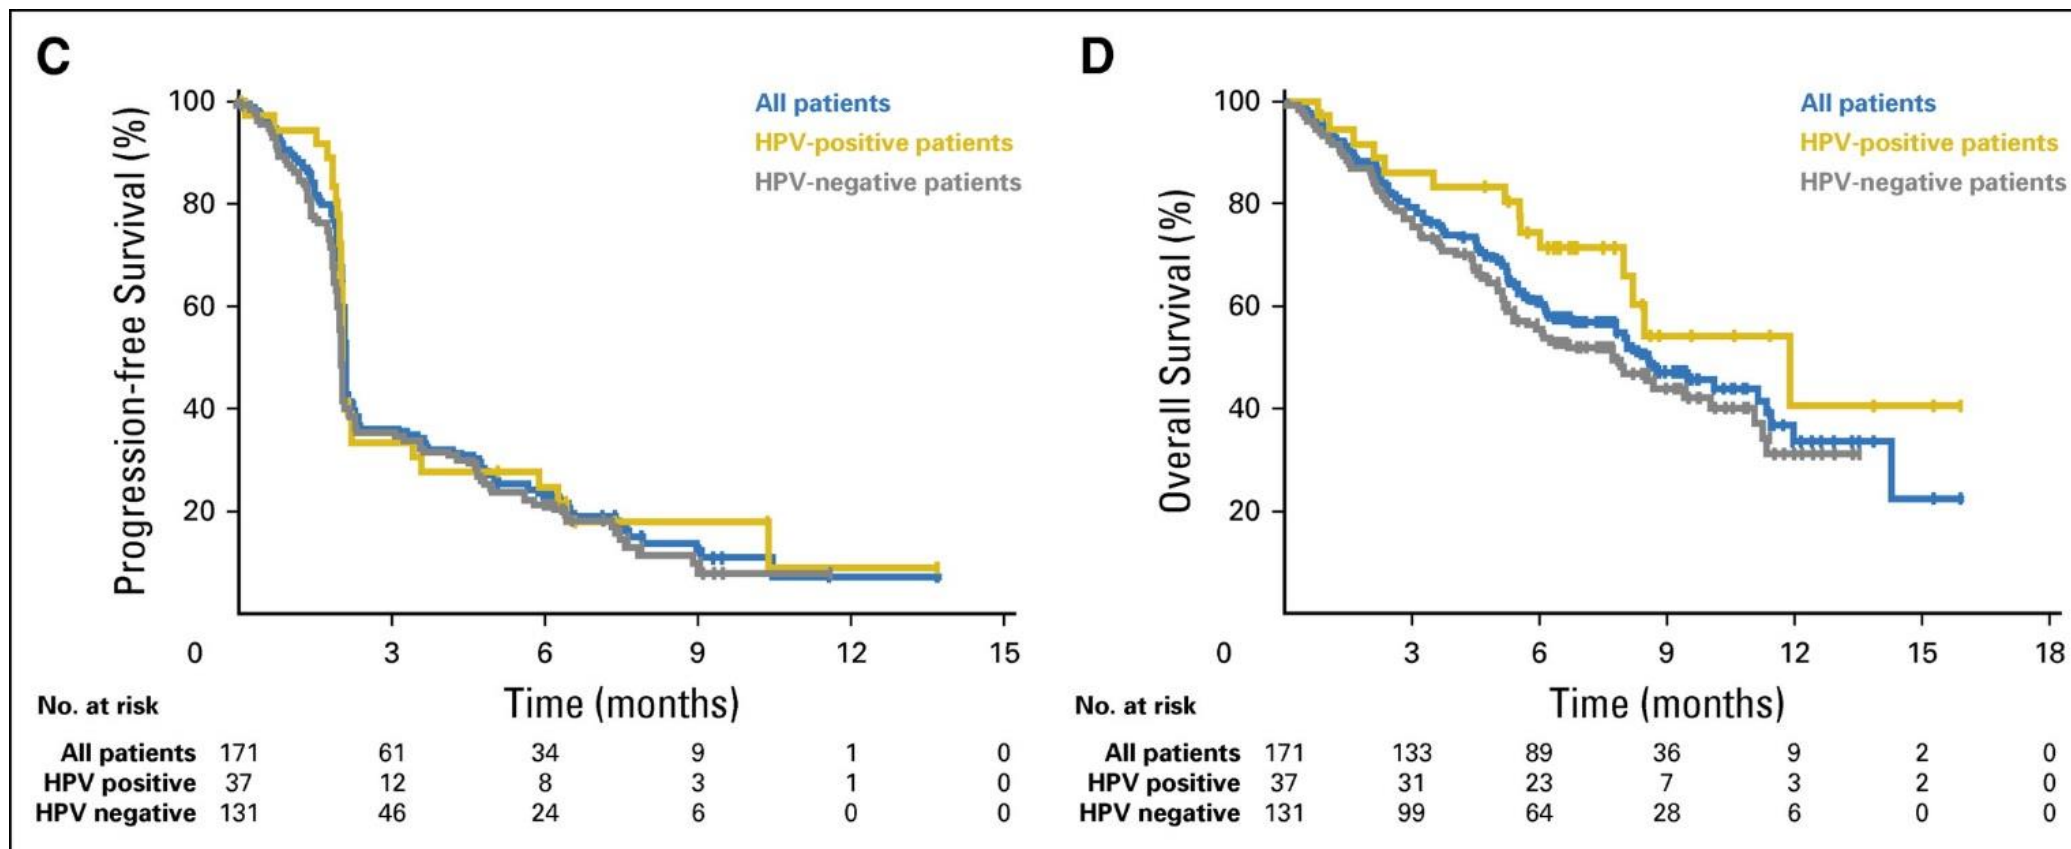 C
Progression-free Survival (%)
100
80
60
40
20
0 3 6 9 12 15
Time (months)
All patients
HPV-positive patients
HPV-negative patients
No. at risk
All patients 171 61 34 9 1 0
HPV positive 37 12 8 3 1 0
HPV negative 131 46 24 6 0 0
D
Overall Survival (%)
100
80
60
40
20
0 3 6 9 12 15 18
Time (months)
All patients
HPV-positive patients
HPV-negative patients
No. at risk
All patients 171 133 89 36 9 2 0
HPV positive 37 31 23 7 3 2 0
HPV negative 131 99 64 28 6 0 0